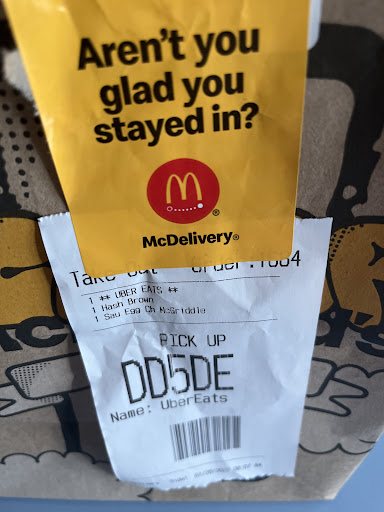 Aren't you
glad you
stayed in?
®
McDelivery®
Take Out Order:1664
1 ** UBER EATS **
1 Hash Brown
1 Sau Egg Ch McGriddle
PICK UP
DD5DE
Name: UberEats